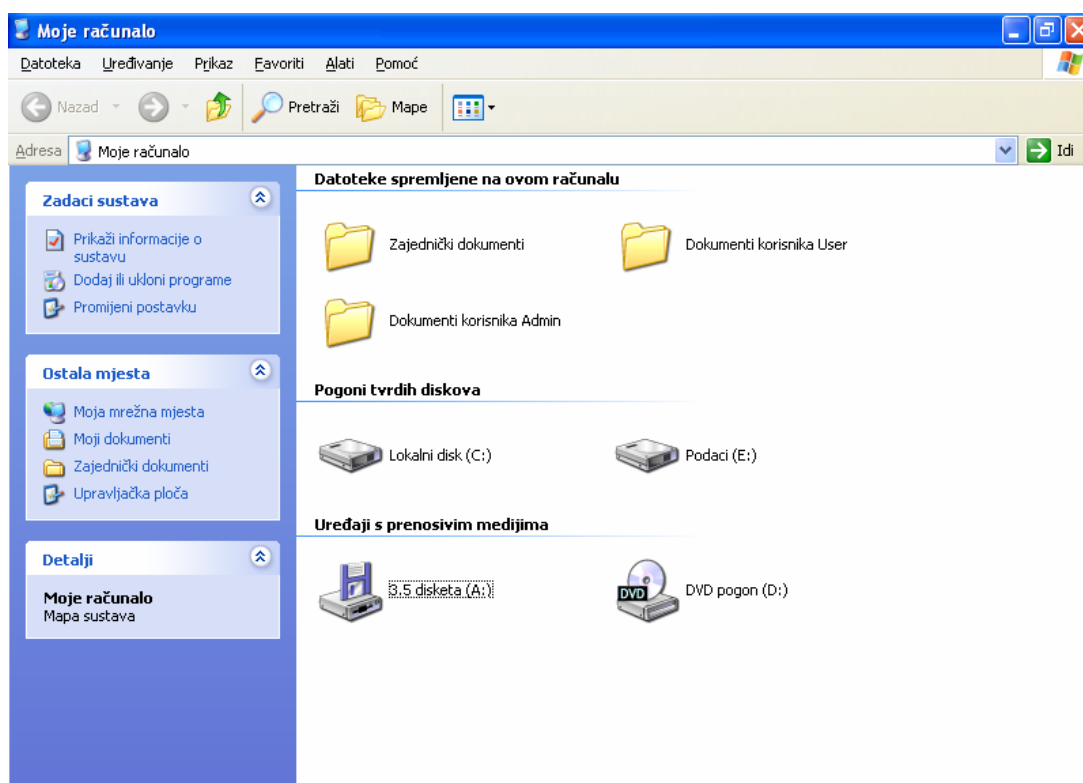 Moje računalo
Datoteka Uređivanje Prikaz Favoriti Alati Pomoć
Nazad Pretraži Mape
Adresa Moje računalo Idi
Zadaci sustava
Prikaži informacije o
sustavu
Dodaj ili ukloni programe
Promijeni postavku
Ostala mjesta
Moja mrežna mjesta
Moji dokumenti
Zajednički dokumenti
Upravljačka ploča
Detalji
Moje računalo
Mapa sustava
Datoteke spremljene na ovom računalu
Zajednički dokumenti Dokumenti korisnika User
Dokumenti korisnika Admin
Pogoni tvrdih diskova
Lokalni disk (C:) Podaci (E:)
Uređaji s prenosivim medijima
3.5 disketa (A:) DVD DVD pogon (D:)